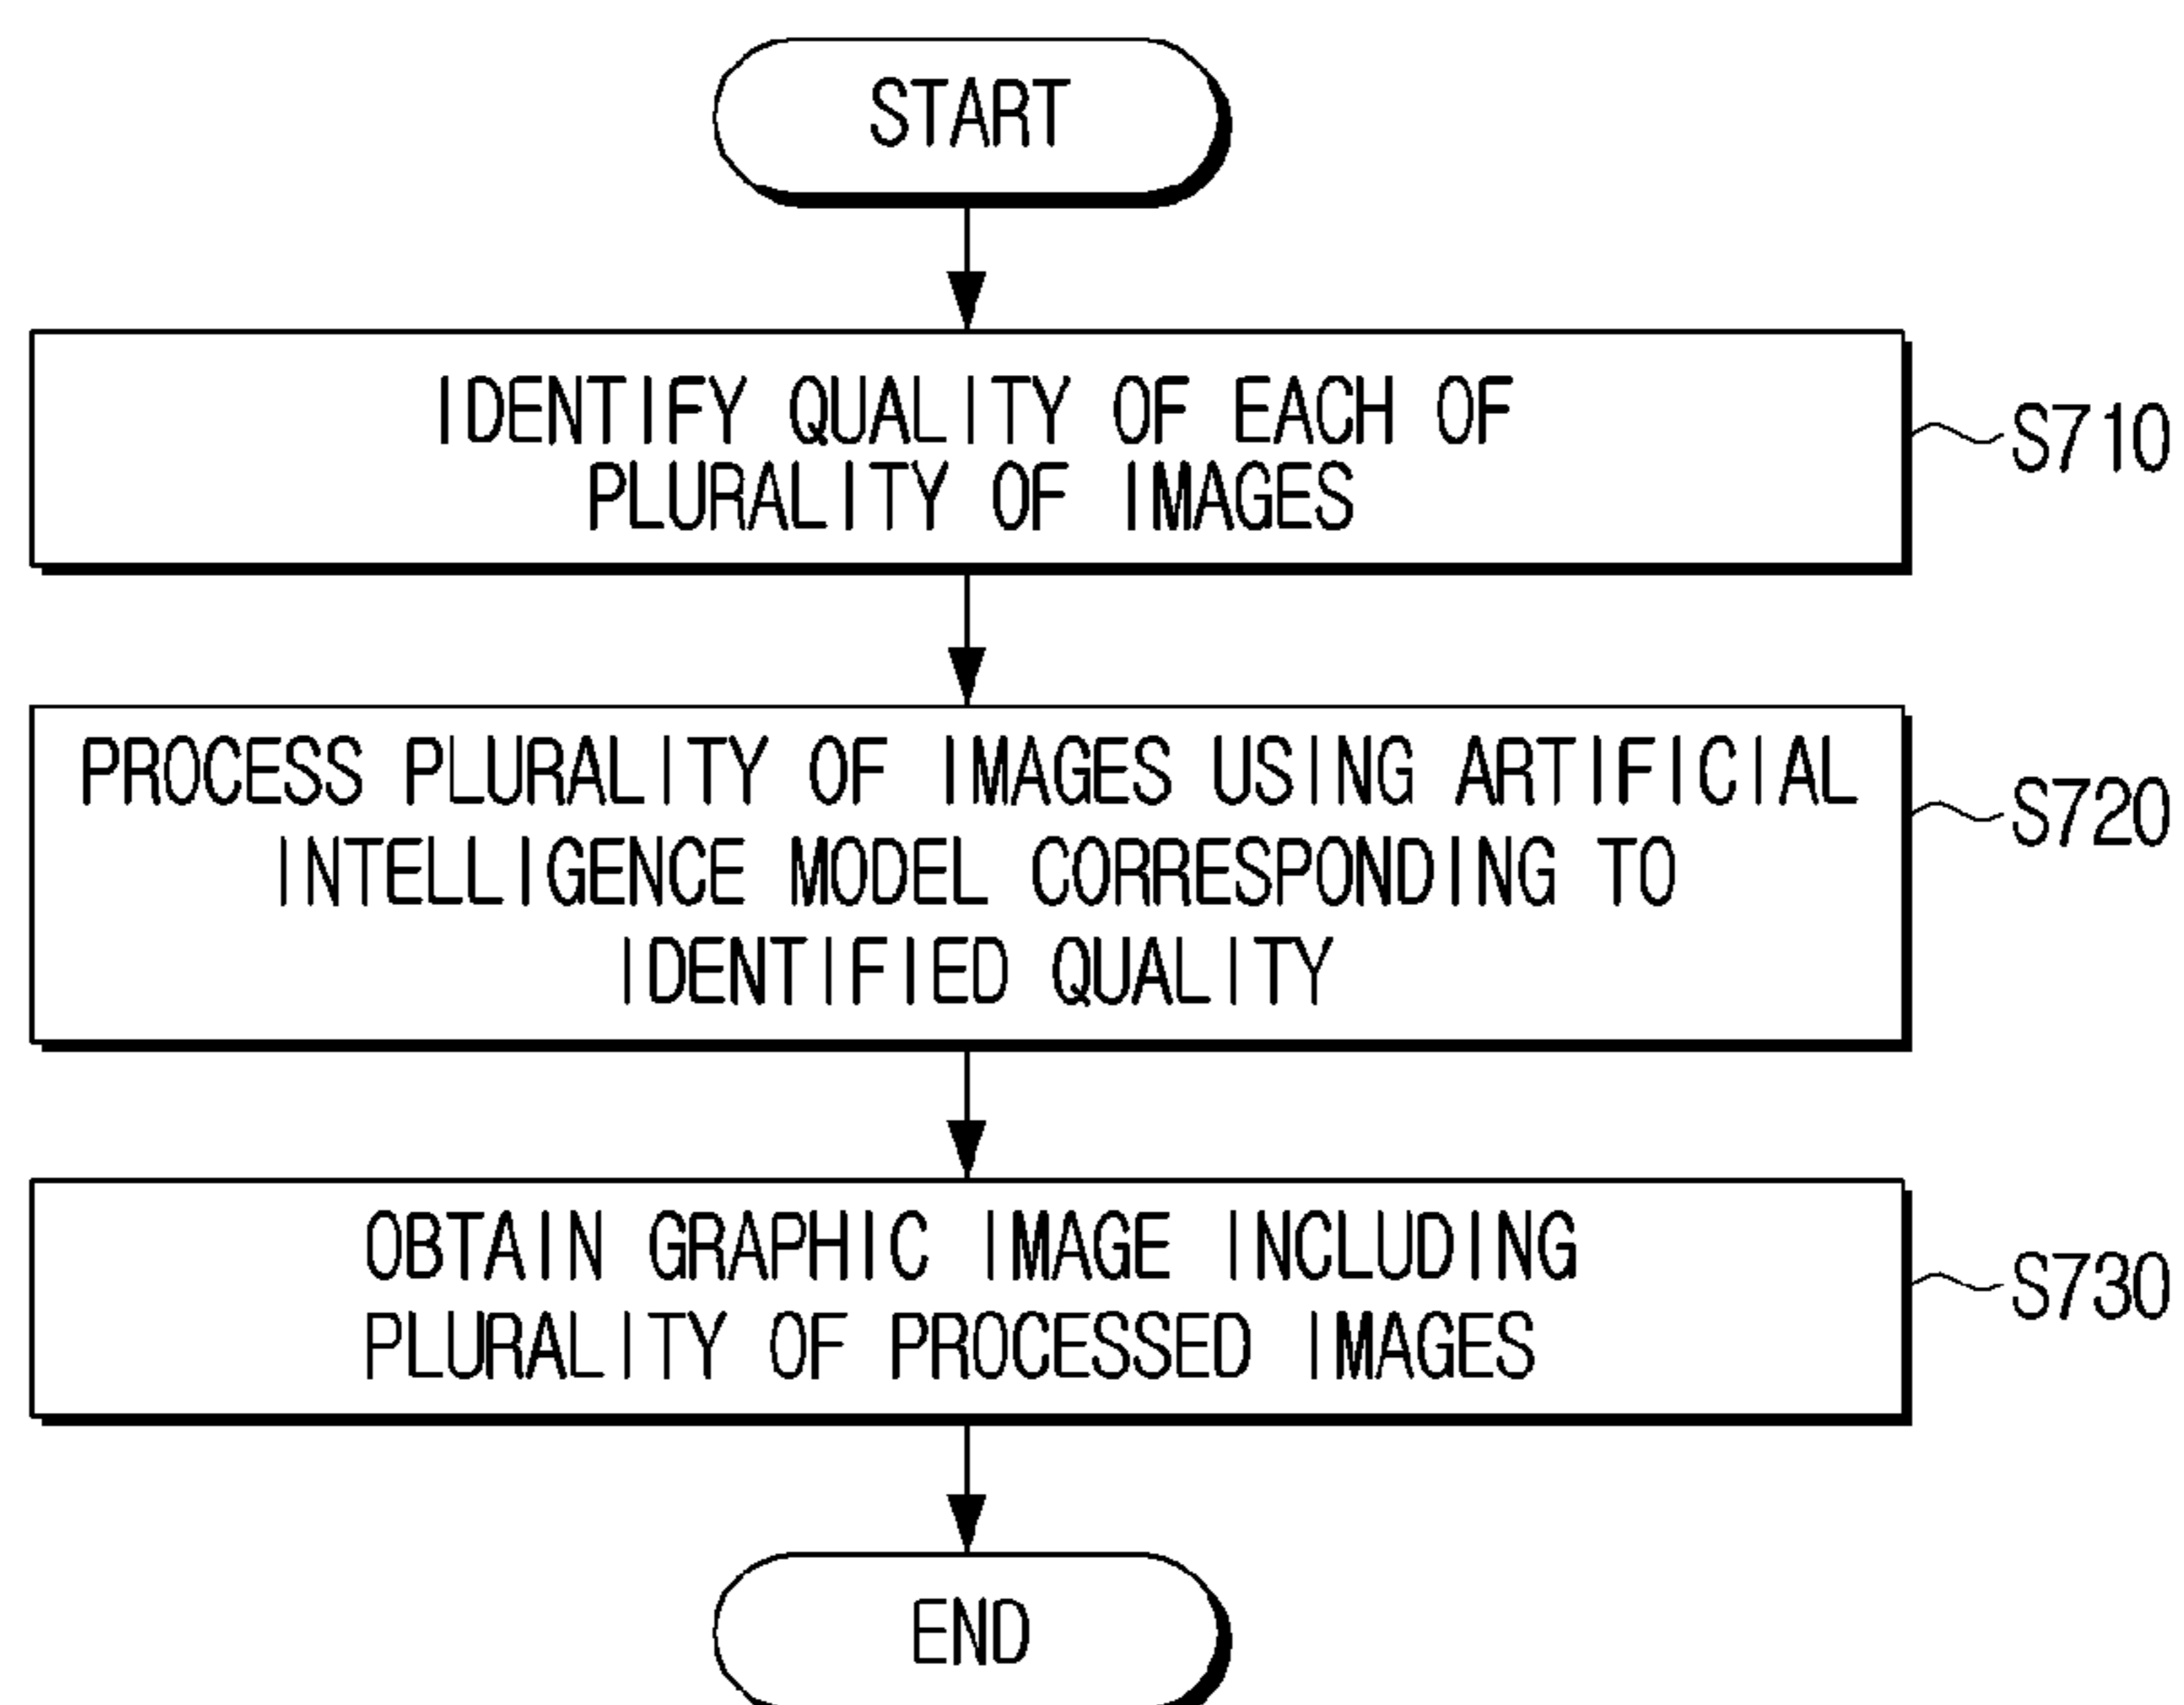 START
IDENTIFY QUALITY OF EACH OF
PLURALITY OF IMAGES
S710
PROCESS PLURALITY OF IMAGES USING ARTIFICIAL
INTELLIGENCE MODEL CORRESPONDING TO
IDENTIFIED QUALITY
S720
OBTAIN GRAPHIC IMAGE INCLUDING
PLURALITY OF PROCESSED IMAGES
S730
END